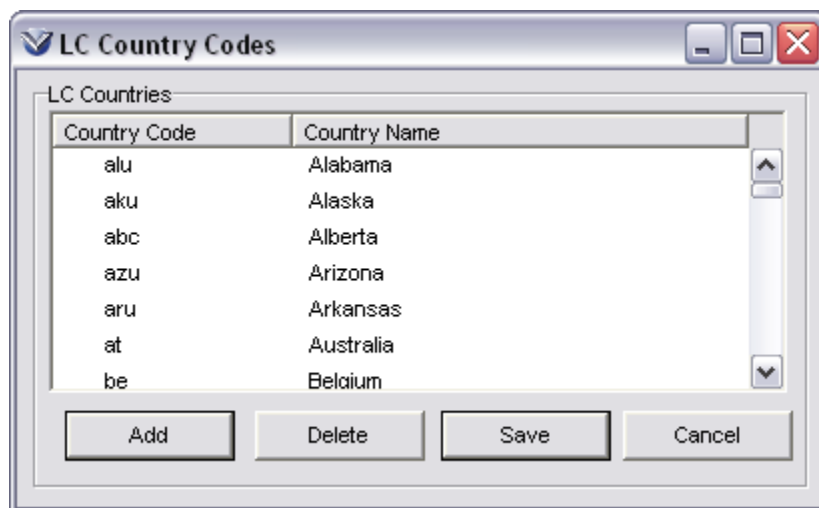 LC Country Codes
LC Countries
Country Code Country Name
alu Alabama
aku Alaska
abc Alberta
azu Arizona
aru Arkansas
at Australia
be Belgium
Add Delete Save Cancel